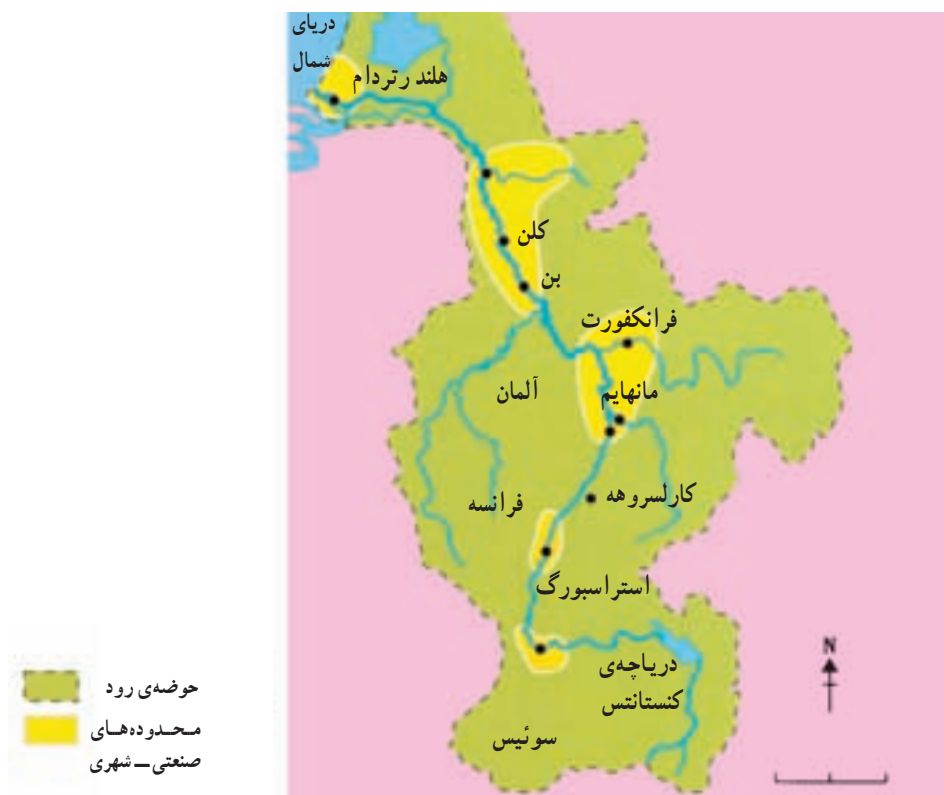 دریای
شمال
هلند رتردام
کلن
بن
فرانکفورت
آلمان
مانهایم
کارلسروهه
فرانسه
استراسبورگ
دریاچه‌ی
کنستانتس
سوئیس
N
حوضه‌ی رود
محدوده‌های
صنعتی – شهری